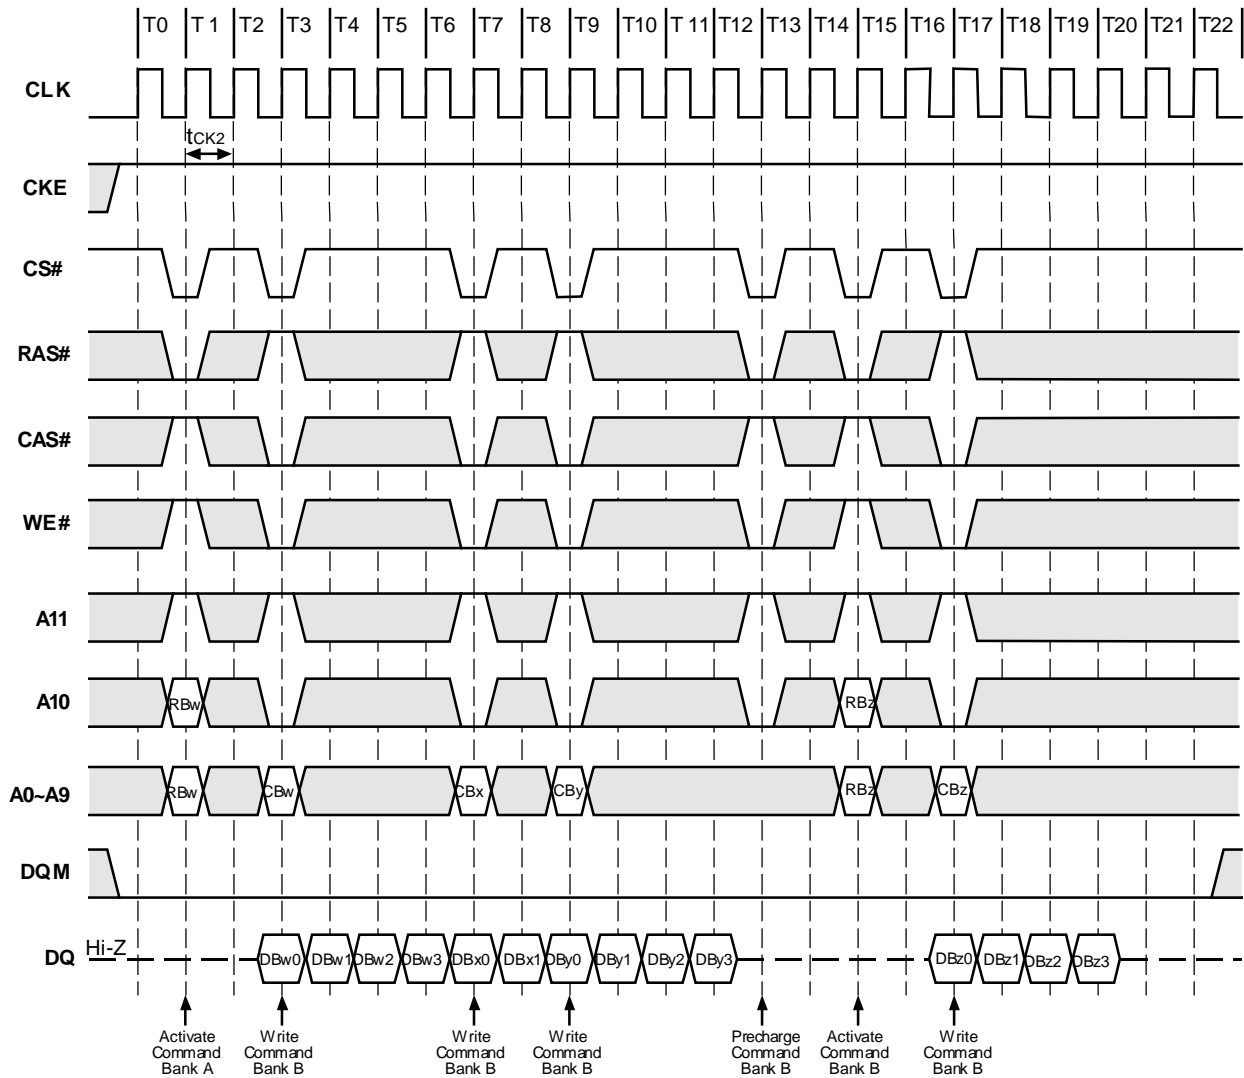 T0 T 1 T2 T3 T4 T5 T6 T7 T8 T9 T10 T 11 T12 T13 T14 T15 T16 T17 T18 T19 T20 T21 T22
CLK
tCK2
CKE
CS#
RAS#
CAS#
WE#
A11
A10 RBw RBz
A0~A9 RBw CBw CBx CBy RBz CBz
DQM
DQ Hi-Z DBw0 DBw1 DBw2 DBw3 DBx0 DBx1 DBy0 DBy1 DBy2 DBy3 DBz0 DBz1 DBz2 DBz3
Activate Write Write Write Precharge Activate Write
Command Command Command Command Command Command Command
Bank A Bank B Bank B Bank B Bank B Bank B Bank B